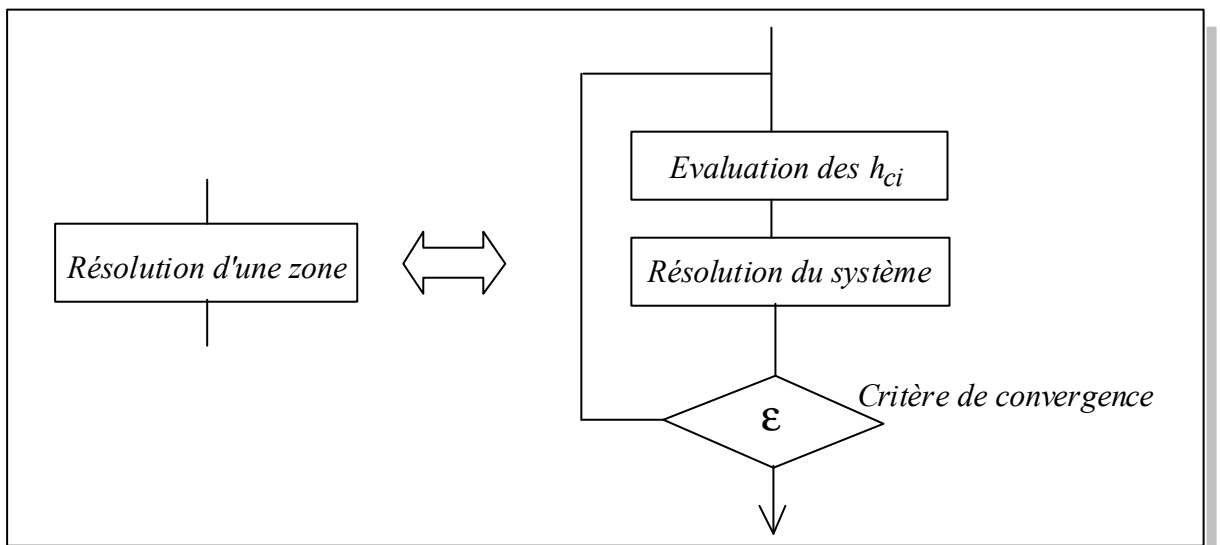 Résolution d'une zone
Evaluation des h_ci
Résolution du système
Critère de convergence
ε